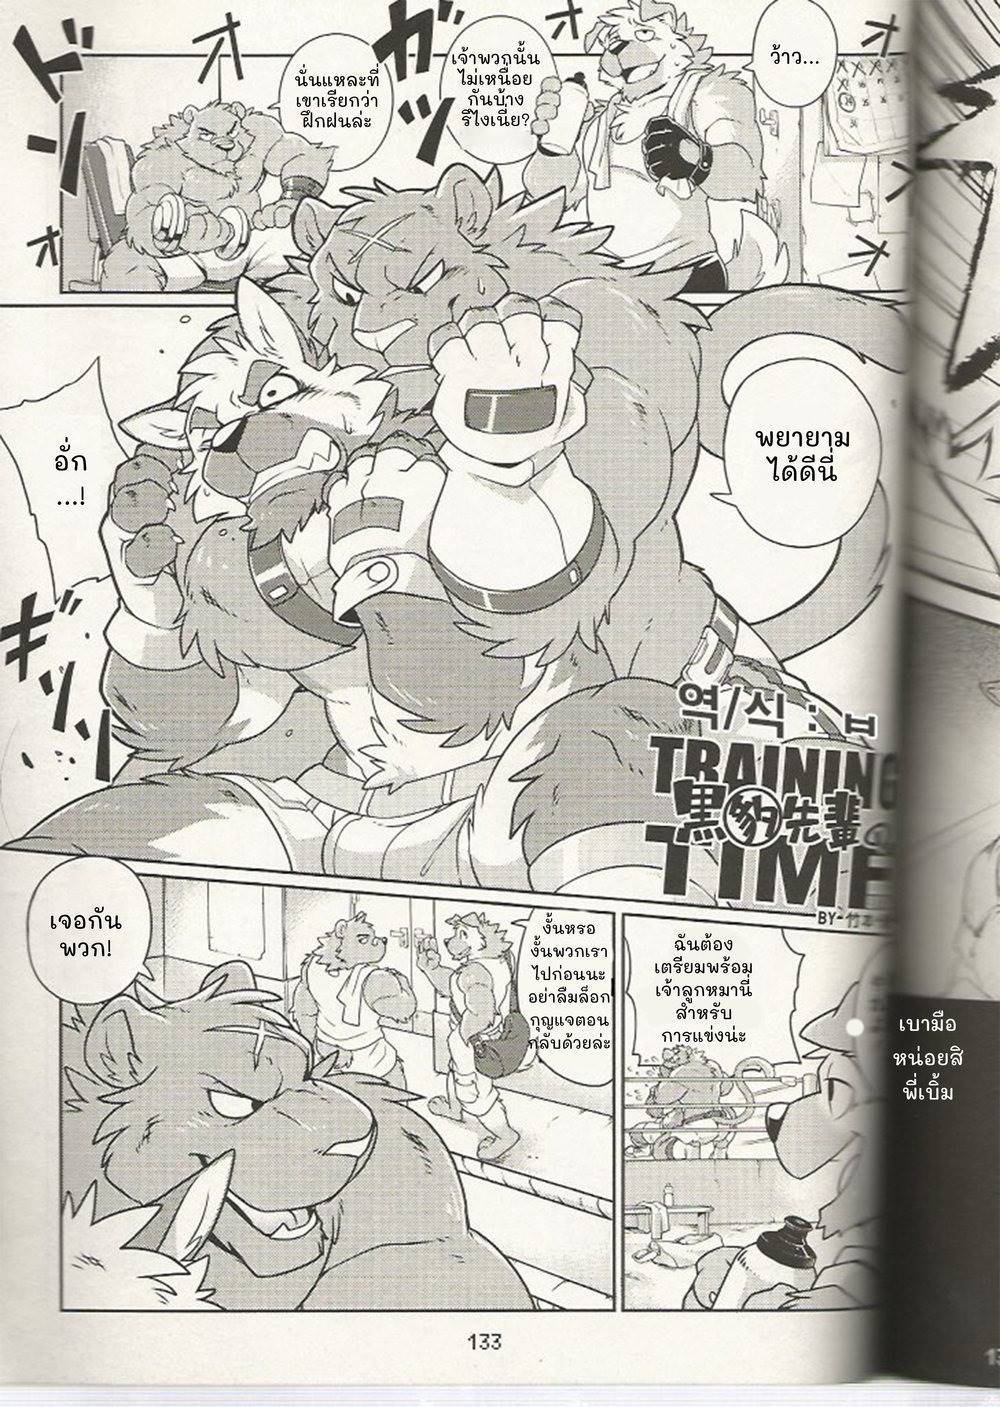 ว้าว...
เจ้าพวกนั้น
ไม่เหนื่อย
กันบ้าง
รึไงเนี่ย?
นั่นแหละที่
เขาเรียกว่า
ฝึกฝนล่ะ
พยายาม
ได้ดีนี่
อั่ก
...!
역/식 : ㅂ
TRAINING
黒豹先輩の
TIME
BY-竹本
ฉันต้อง
เตรียมพร้อม
เจ้าลูกหมานี่
สำหรับ
การแข่งน่ะ
งั้นหรอ
งั้นพวกเรา
ไปก่อนนะ
อย่าลืมล็อก
กุญแจตอน
กลับด้วยล่ะ
เจอกัน
พวก!
เบามือ
หน่อยสิ
พี่เบิ้ม
133